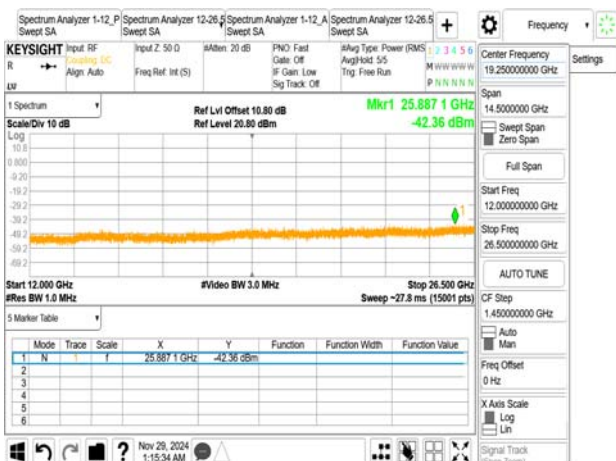 Spectrum Analyzer 1-12_P
Swept SA
Spectrum Analyzer 12-26.5
Swept SA
Spectrum Analyzer 1-12_A
Swept SA
Spectrum Analyzer 12-26.5
Swept SA
+
Frequency
KEYSIGHT
R
LXI
Input: RF
Coupling: DC
Align: Auto
Input Z: 50 Ω
Freq Ref: Int (S)
#Atten: 20 dB
PNO: Fast
Gate: Off
IF Gain: Low
Sig Track: Off
#Avg Type: Power (RMS)
Avg|Hold: 5/5
Trig: Free Run
1 2 3 4 5 6
M W W W W W
P N N N N N
1 Spectrum
Scale/Div 10 dB
Log
Ref Lvl Offset 10.80 dB
Ref Level 20.80 dBm
Mkr1 25.887 1 GHz
-42.36 dBm
10.8
0.800
-9.20
-19.2
-29.2
-39.2
-49.2
-59.2
-69.2
1
Start 12.000 GHz
#Res BW 1.0 MHz
#Video BW 3.0 MHz
Stop 26.500 GHz
Sweep ~27.8 ms (15001 pts)
5 Marker Table
Mode Trace Scale X Y Function Function Width Function Value
1 N 1 f 25.887 1 GHz -42.36 dBm
2
3
4
5
6
Nov 29, 2024
1:15:34 AM
Center Frequency
19.250000000 GHz
Settings
Span
14.5000000 GHz
Swept Span
Zero Span
Full Span
Start Freq
12.000000000 GHz
Stop Freq
26.500000000 GHz
AUTO TUNE
CF Step
1.450000000 GHz
Auto
Man
Freq Offset
0 Hz
X Axis Scale
Log
Lin
Signal Track